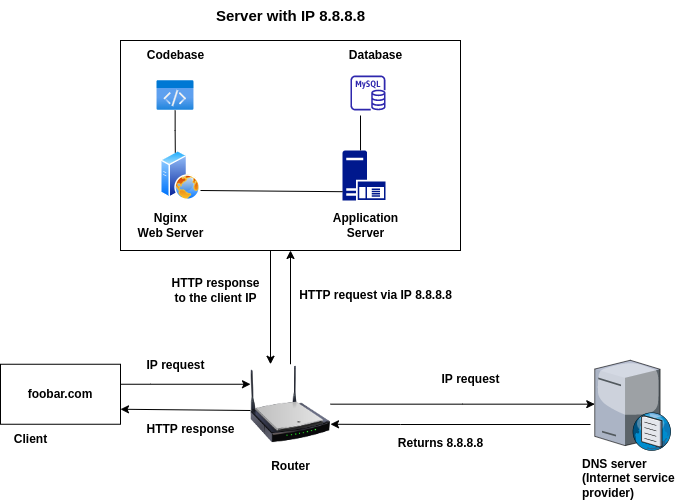 Server with IP 8.8.8.8
Codebase
Database
</>
MySQL
Nginx
Web Server
Application
Server
HTTP response
to the client IP
HTTP request via IP 8.8.8.8
IP request
foobar.com
HTTP response
Client
Router
IP request
Returns 8.8.8.8
DNS server
(Internet service
provider)